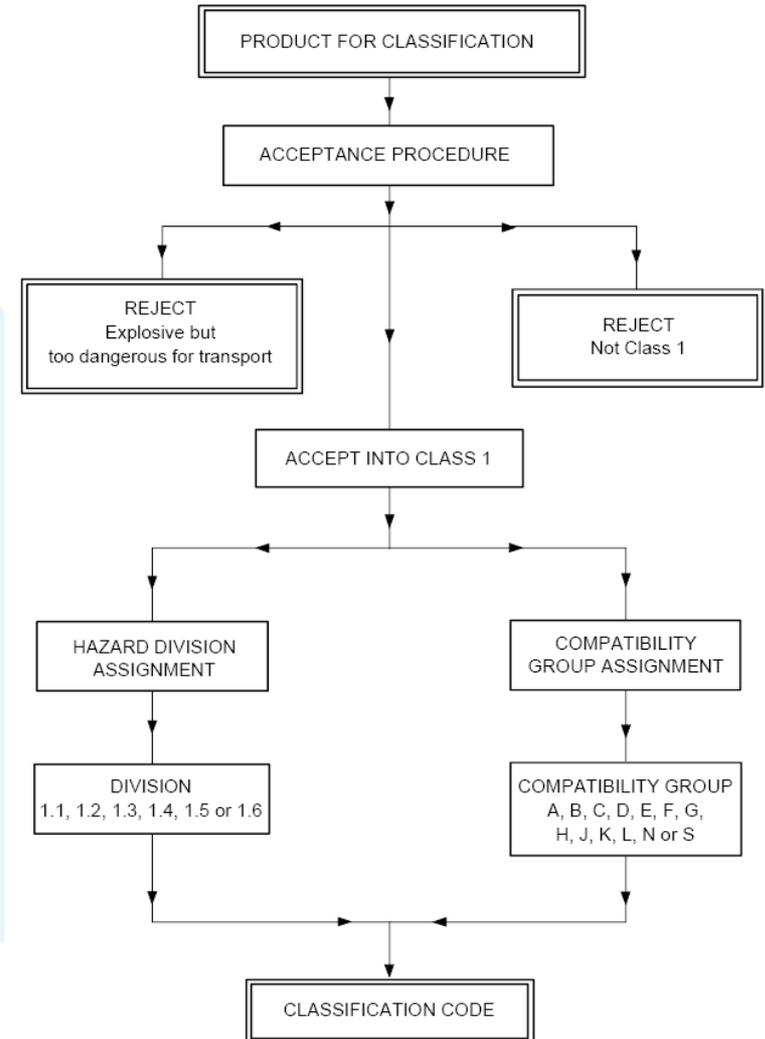 PRODUCT FOR CLASSIFICATION
ACCEPTANCE PROCEDURE
REJECT
Explosive but
too dangerous for transport
REJECT
Not Class 1
ACCEPT INTO CLASS 1
HAZARD DIVISION
ASSIGNMENT
COMPATIBILITY
GROUP ASSIGNMENT
DIVISION
1.1, 1.2, 1.3, 1.4, 1.5 or 1.6
COMPATIBILITY GROUP
A, B, C, D, E, F, G,
H, J, K, L, N or S
CLASSIFICATION CODE